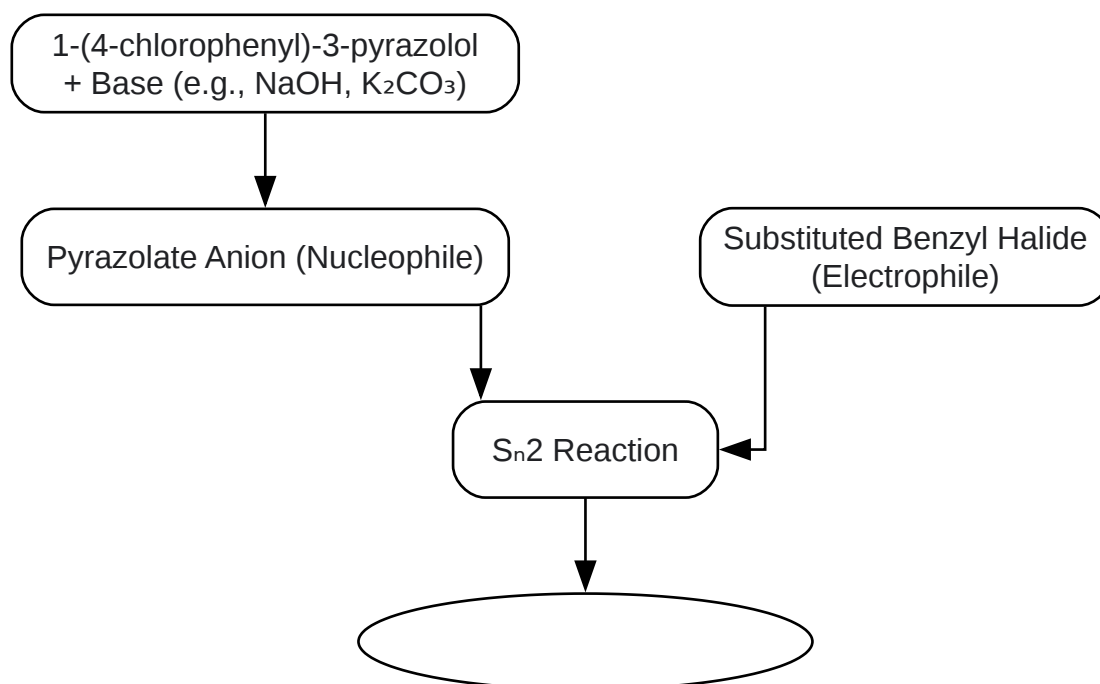 1-(4-chlorophenyl)-3-pyrazolol
+ Base (e.g., NaOH, K₂CO₃)
Pyrazolate Anion (Nucleophile)
Substituted Benzyl Halide
(Electrophile)
Sₙ2 Reaction